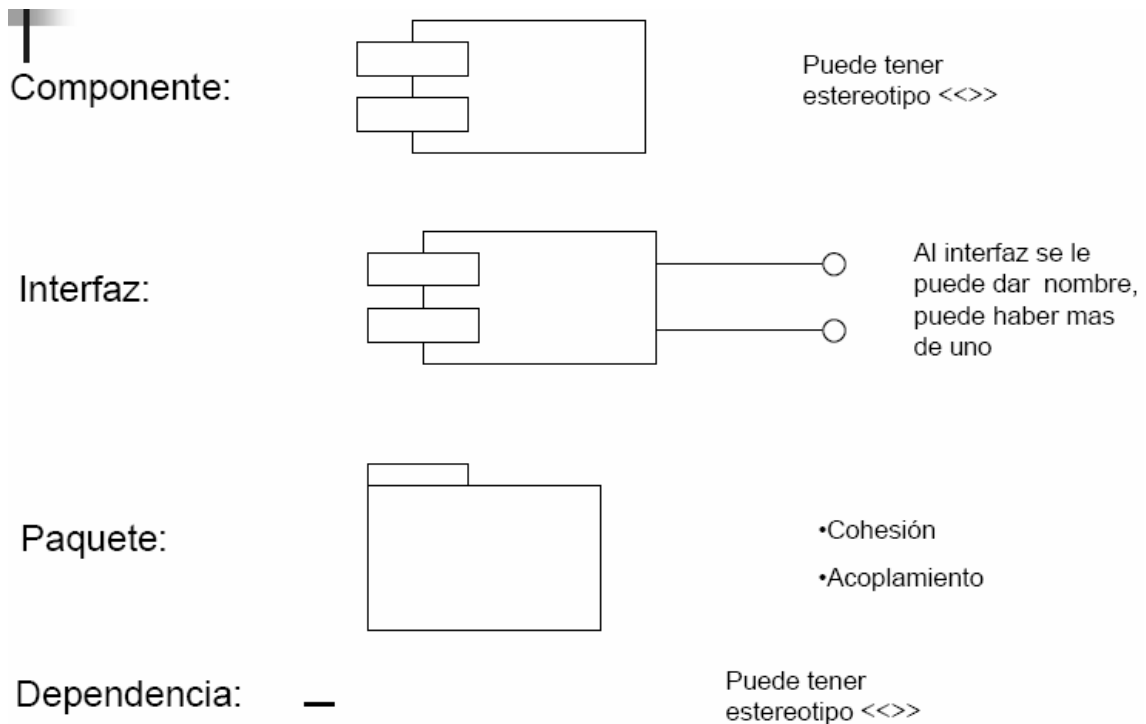 Componente:
Puede tener
estereotipo <<>>
Interfaz:
Al interfaz se le
puede dar  nombre,
puede haber mas
de uno
Paquete:
•Cohesión
•Acoplamiento
Dependencia:
Puede tener
estereotipo <<>>